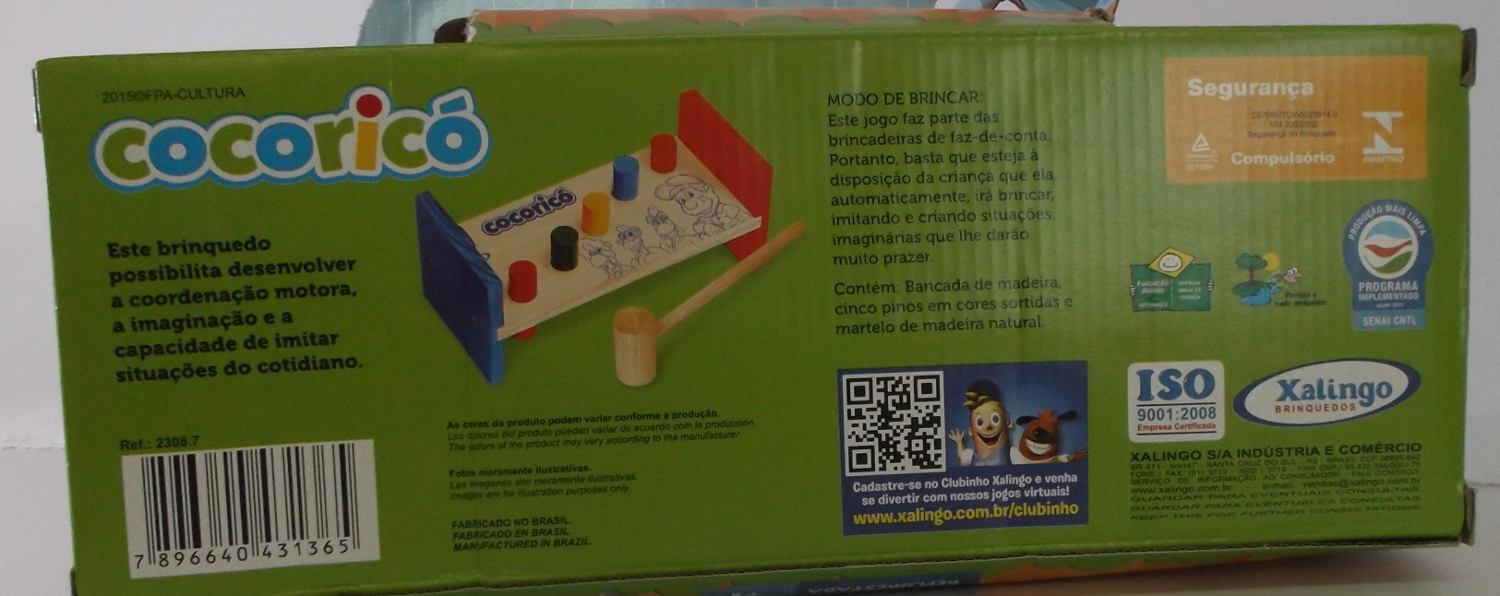 2015©FPA-CULTURA
cocoricó
Este brinquedo
possibilita desenvolver
a coordenação motora,
a imaginação e a
capacidade de imitar
situações do cotidiano.
Ref.: 2308.7
7 896640 431365
cocoricó
As cores do produto podem variar conforme a produção.
Los colores del produto pueden variar de acuerdo con la producción.
The colors of the product may vary according to the manufacturer.
Fotos meramente ilustrativas.
Las imagenes son meramente ilustrativas.
Images are for illustration purposes only.
FABRICADO NO BRASIL.
FABRICADO EN BRASIL.
MANUFACTURED IN BRAZIL.
MODO DE BRINCAR:
Este jogo faz parte das
brincadeiras de faz-de-conta.
Portanto, basta que esteja à
disposição da criança que ela,
automaticamente, irá brincar,
imitando e criando situações
imaginárias que lhe darão
muito prazer.
Contém: Bancada de madeira,
cinco pinos em cores sortidas e
martelo de madeira natural.
Cadastre-se no Clubinho Xalingo e venha
se divertir com nossos jogos virtuais!
www.xalingo.com.br/clubinho
Segurança
Segurança do Brinquedo
Compulsório
INMETRO
PRODUÇÃO MAIS LIMPA
PROGRAMA
IMPLEMENTADO
SENAI CNTL
ISO
9001:2008
Empresa Certificada
Xalingo
BRINQUEDOS
XALINGO S/A INDÚSTRIA E COMÉRCIO
www.xalingo.com.br - e-mail: vendas@xalingo.com.br
GUARDAR PARA EVENTUAIS CONSULTAS.
GUARDAR PARA EVENTUALES CONSULTAS.
KEEP THIS FOR FURTHER CONSULTATIONS.
REFLORESTADA